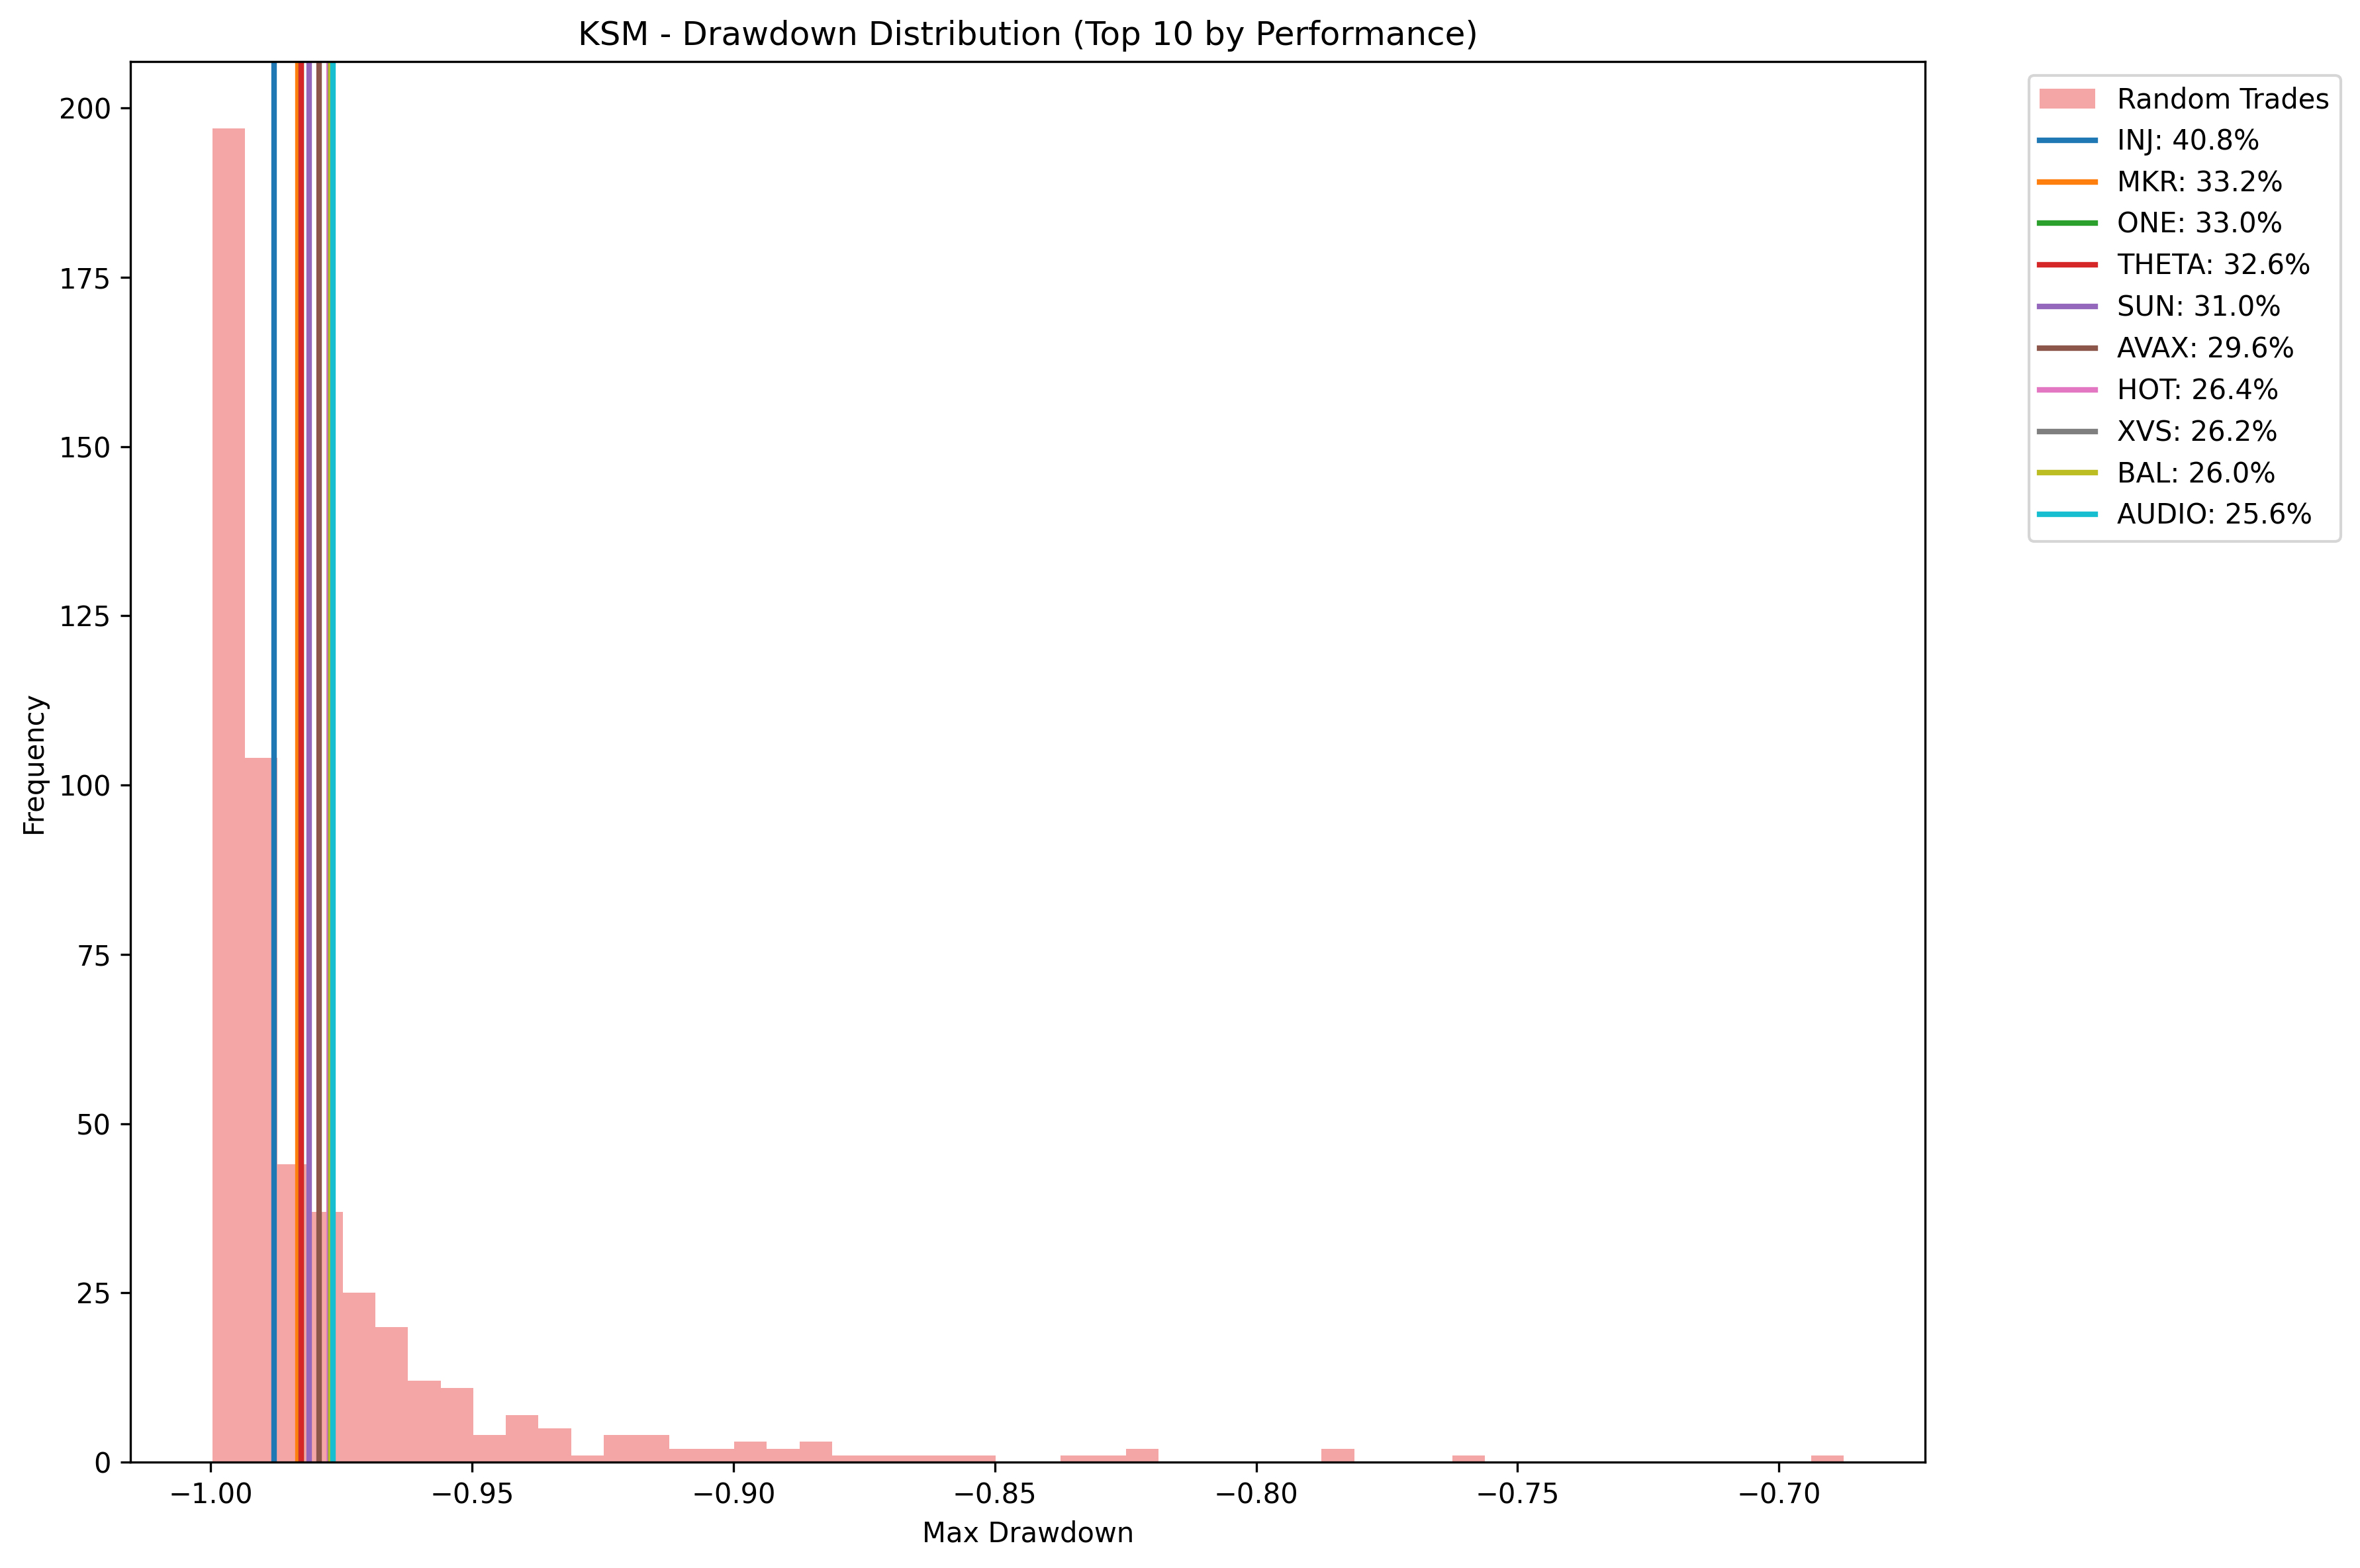 KSM - Drawdown Distribution (Top 10 by Performance)
200
175
150
125
100
75
50
25
0
Frequency
−1.00
−0.95
−0.90
−0.85
−0.80
−0.75
−0.70
Max Drawdown
Random Trades
INJ: 40.8%
MKR: 33.2%
ONE: 33.0%
THETA: 32.6%
SUN: 31.0%
AVAX: 29.6%
HOT: 26.4%
XVS: 26.2%
BAL: 26.0%
AUDIO: 25.6%